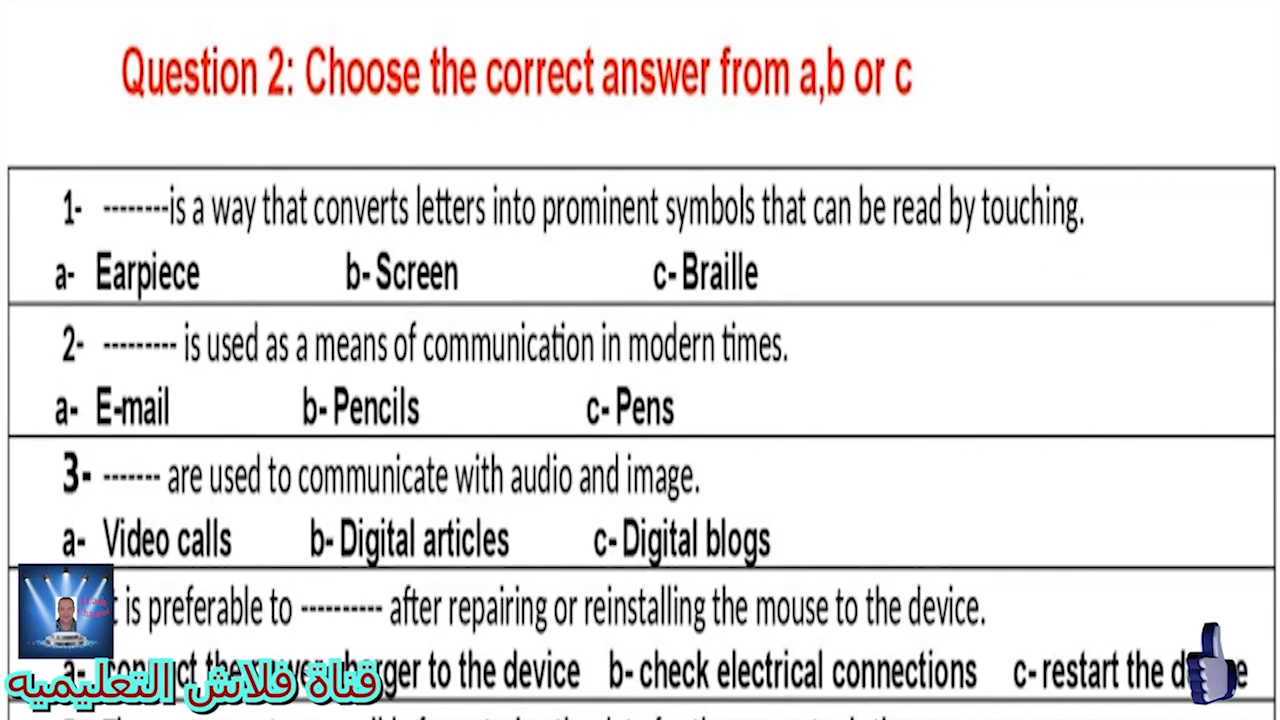 Question 2: Choose the correct answer from a,b or c
1- --------is a way that converts letters into prominent symbols that can be read by touching.
a- Earpiece b- Screen c- Braille
2- --------- is used as a means of communication in modern times.
a- E-mail b- Pencils c- Pens
3- ------- are used to communicate with audio and image.
a- Video calls b- Digital articles c- Digital blogs
is preferable to ---------- after repairing or reinstalling the mouse to the device.
a- the to the device b- check electrical connections c- restart the
قناة فلاش التعليميه